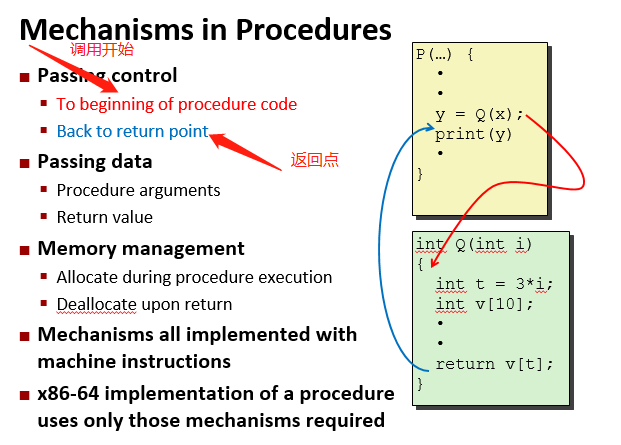 Mechanisms in Procedures
调用开始
Passing control
To beginning of procedure code
Back to return point
返回点
Passing data
Procedure arguments
Return value
Memory management
Allocate during procedure execution
Deallocate upon return
Mechanisms all implemented with
machine instructions
x86-64 implementation of a procedure
uses only those mechanisms required
P(…) {
•
•
y = Q(x);
print(y)
•
}
int Q(int i)
{
int t = 3*i;
int v[10];
•
•
return v[t];
}